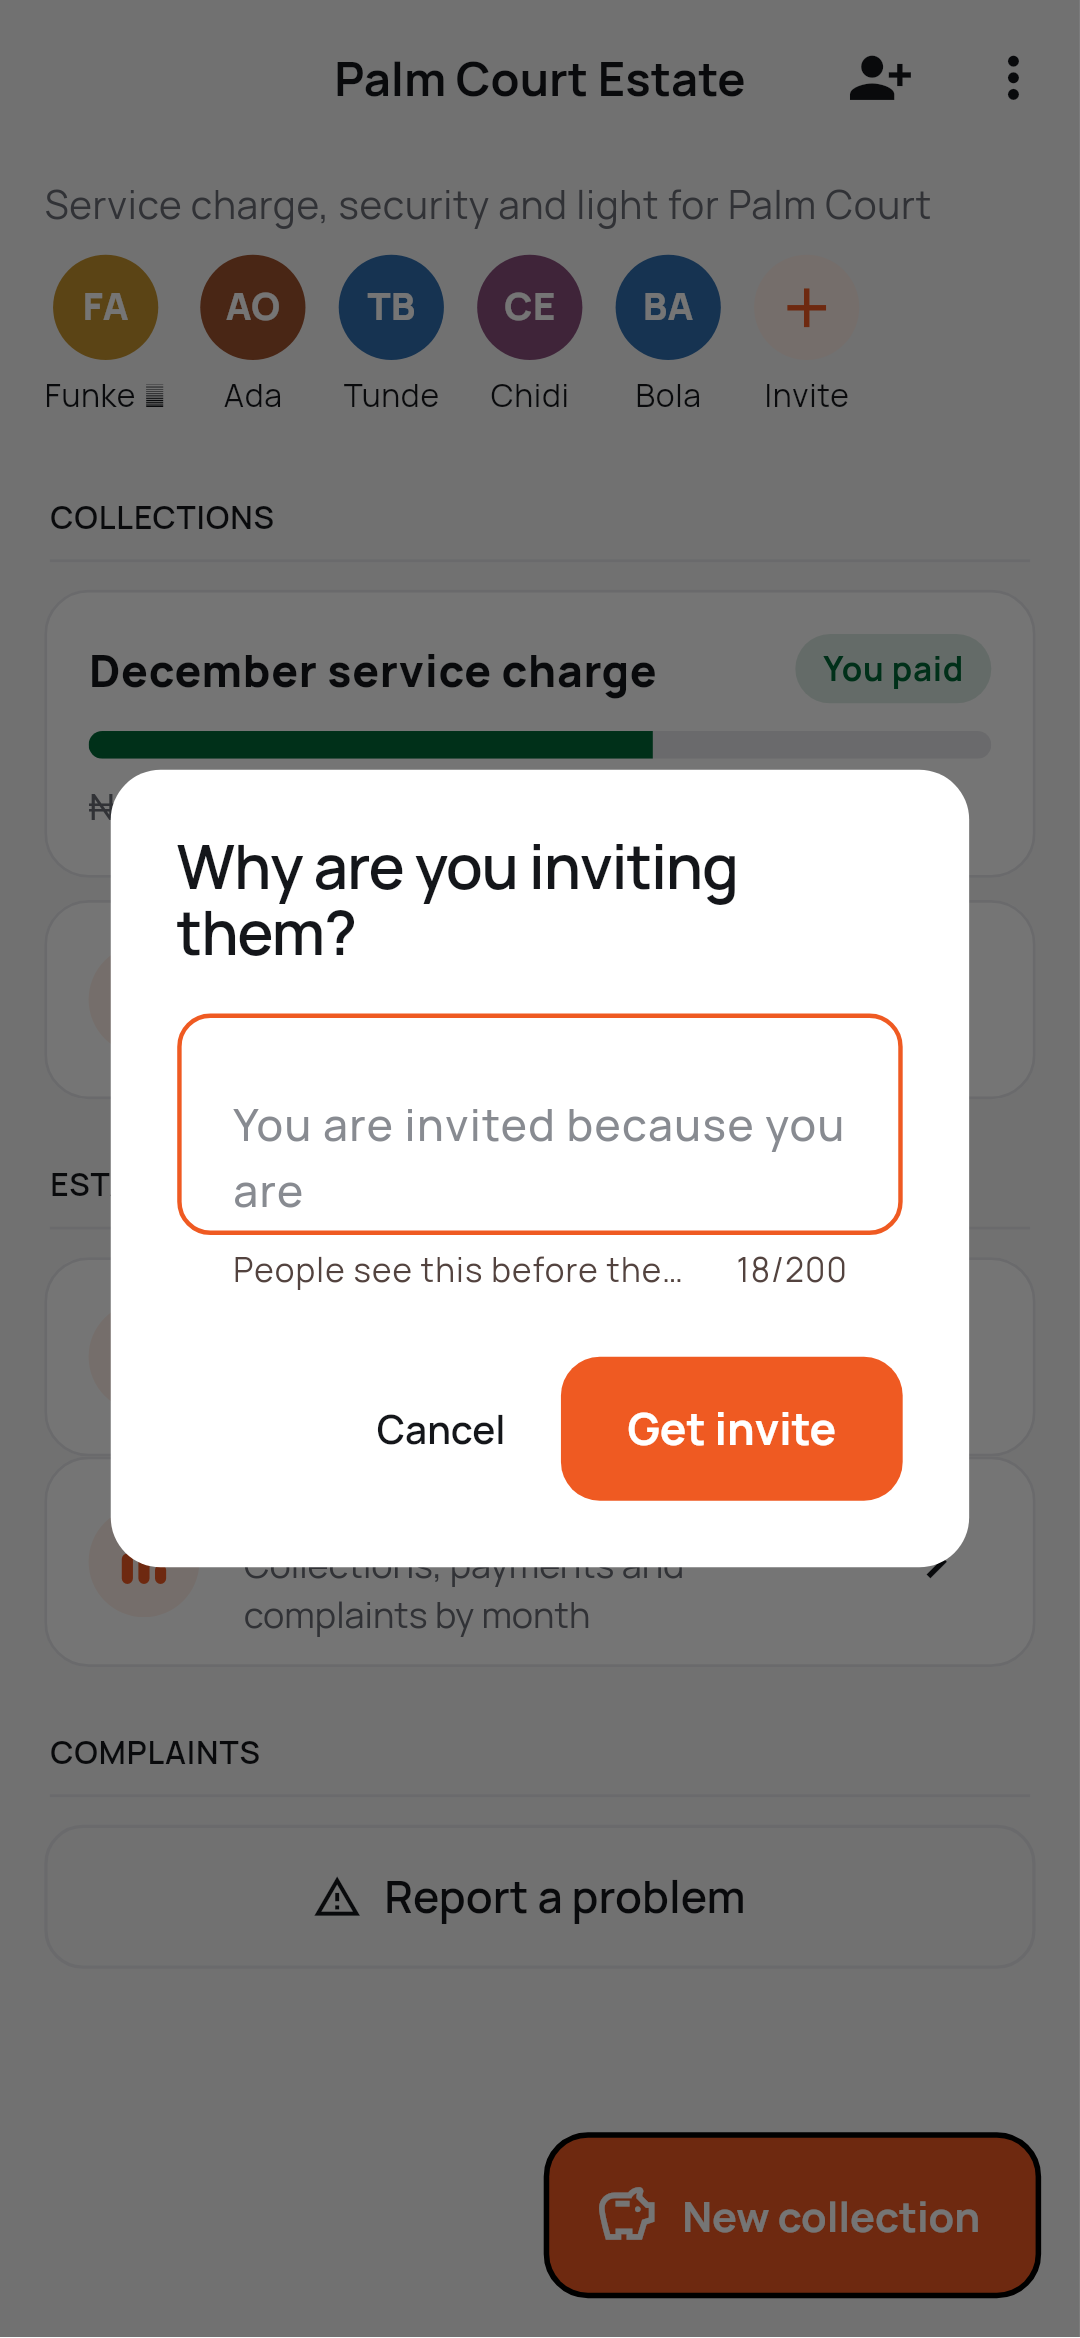 Palm Court Estate
Service charge, security and light for Palm Court
FA AO TB CE BA
Funke Ada Tunde Chidi Bola Invite
COLLECTIONS
December service charge You paid
₦
Why are you inviting
them?
You are invited because you
are
People see this before the... 18/200
Cancel Get invite
EST
Collections, payments and
complaints by month
COMPLAINTS
Report a problem
New collection